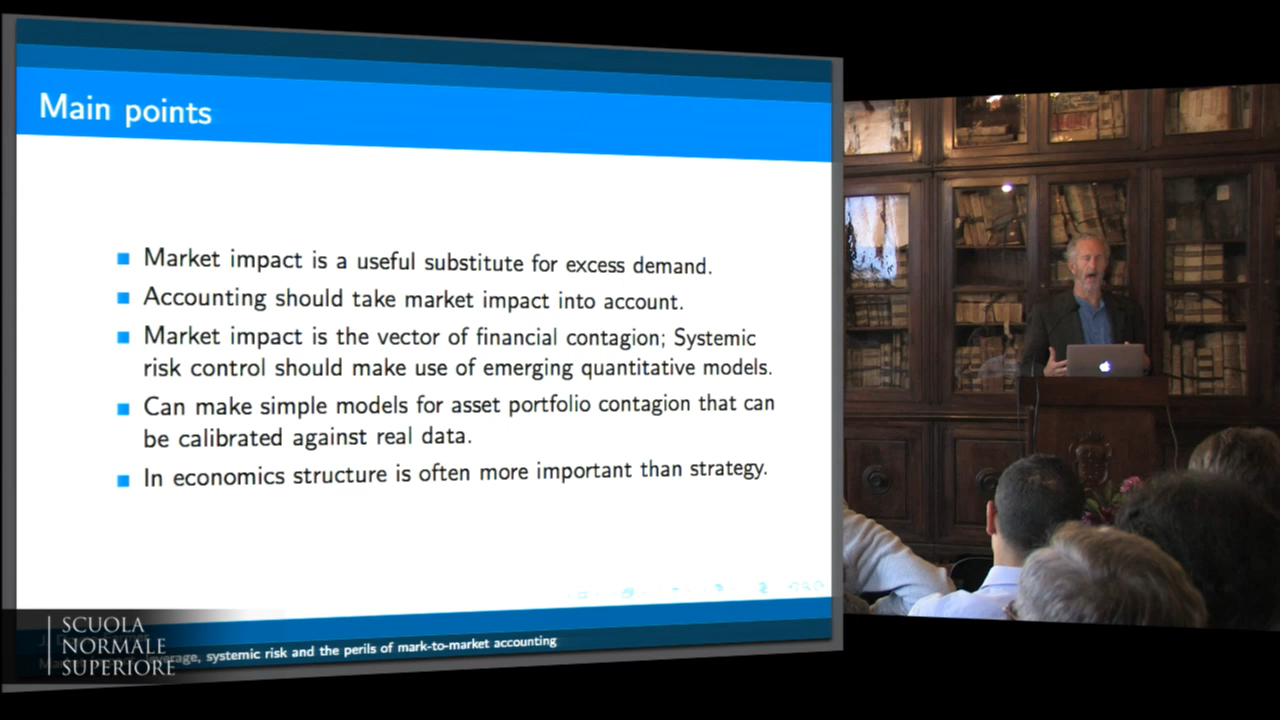 Main points
Market impact is a useful substitute for excess demand.
Accounting should take market impact into account.
Market impact is the vector of financial contagion; Systemic
risk control should make use of emerging quantitative models.
Can make simple models for asset portfolio contagion that can
be calibrated against real data.
In economics structure is often more important than strategy.
systemic risk and the perils of mark-to-market accounting
SCUOLA
NORMALE
SUPERIORE